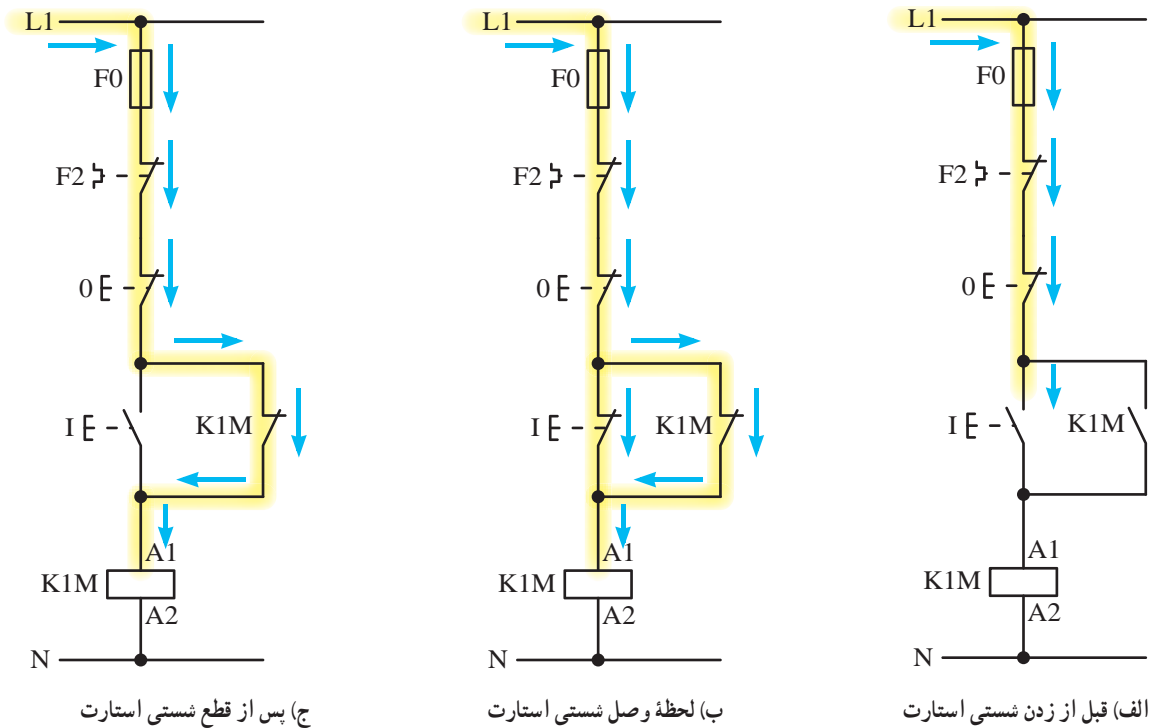 L1
F0
F2
0
I
K1M
A1
K1M
A2
N
الف) قبل از زدن شستی استارت
L1
F0
F2
0
I
K1M
A1
K1M
A2
N
ب) لحظهٔ وصل شستی استارت
L1
F0
F2
0
I
K1M
A1
K1M
A2
N
ج) پس از قطع شستی استارت